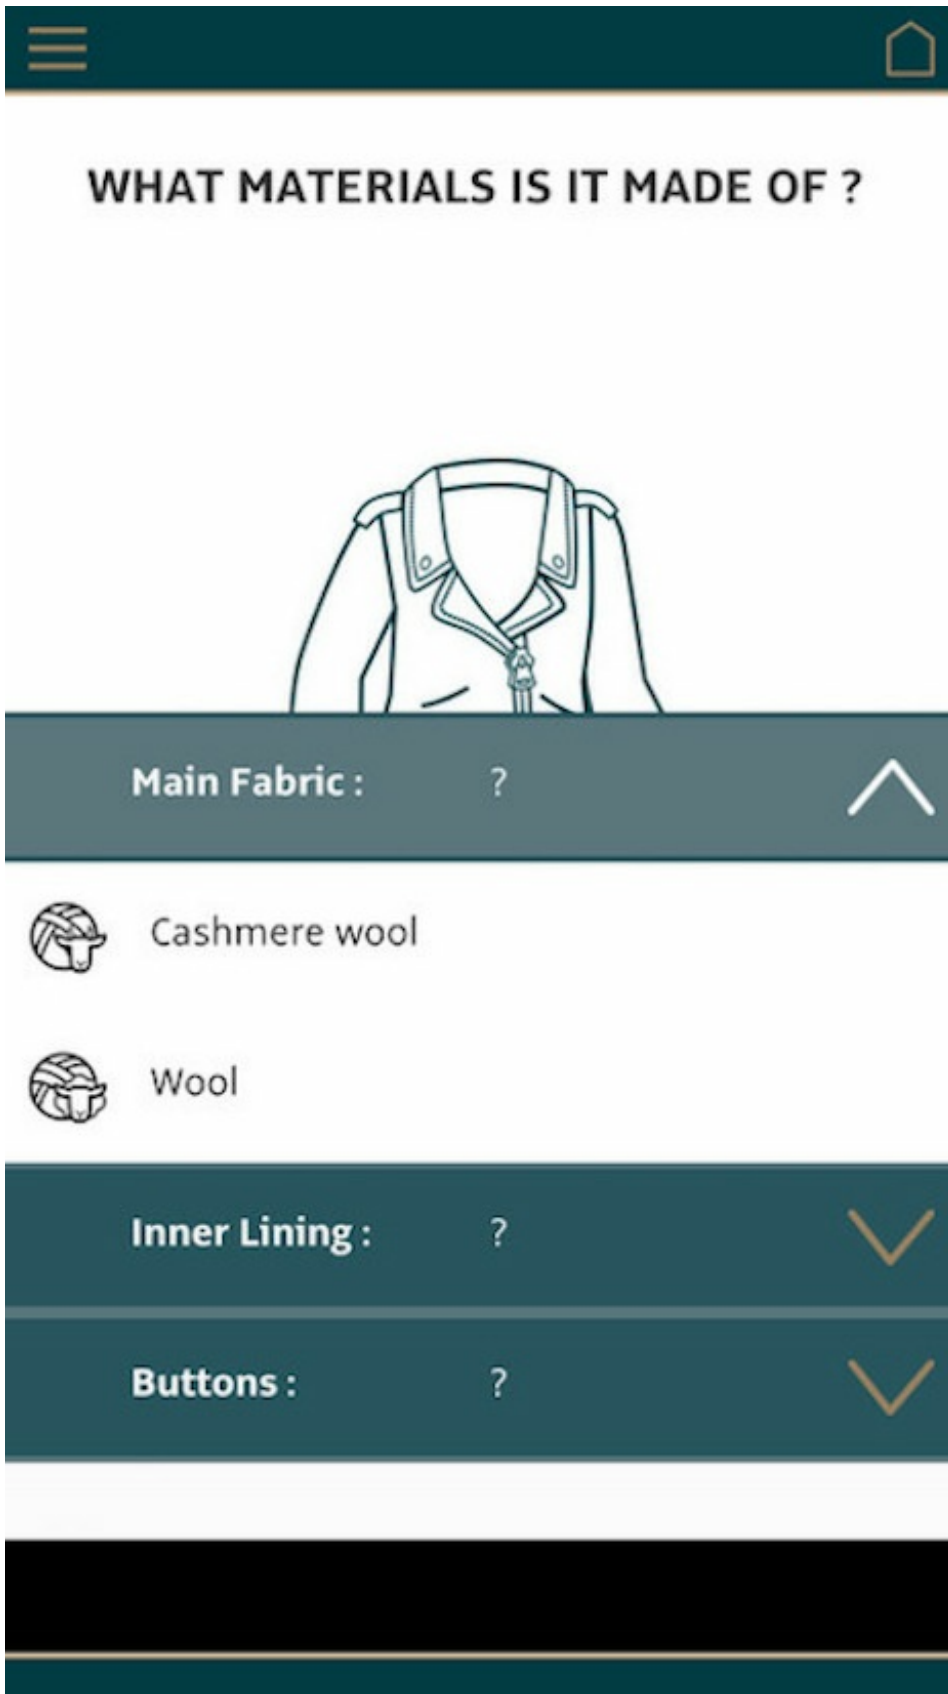 WHAT MATERIALS IS IT MADE OF ?
Main Fabric : ?
Cashmere wool
Wool
Inner Lining : ?
Buttons : ?